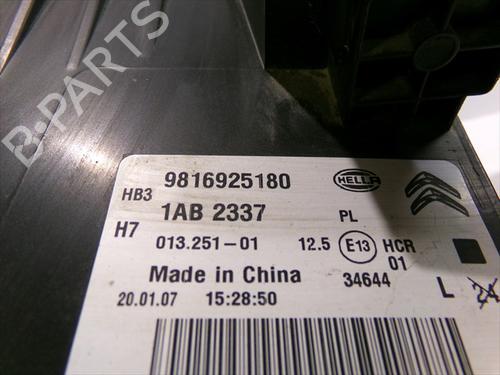 B-PARTS
9816925180
HELLA
HB3
1AB 2337
PL
H7
013.251-01
12.5
E13
HCR
01
Made in China
34644
20.01.07
15:28:50
L
24